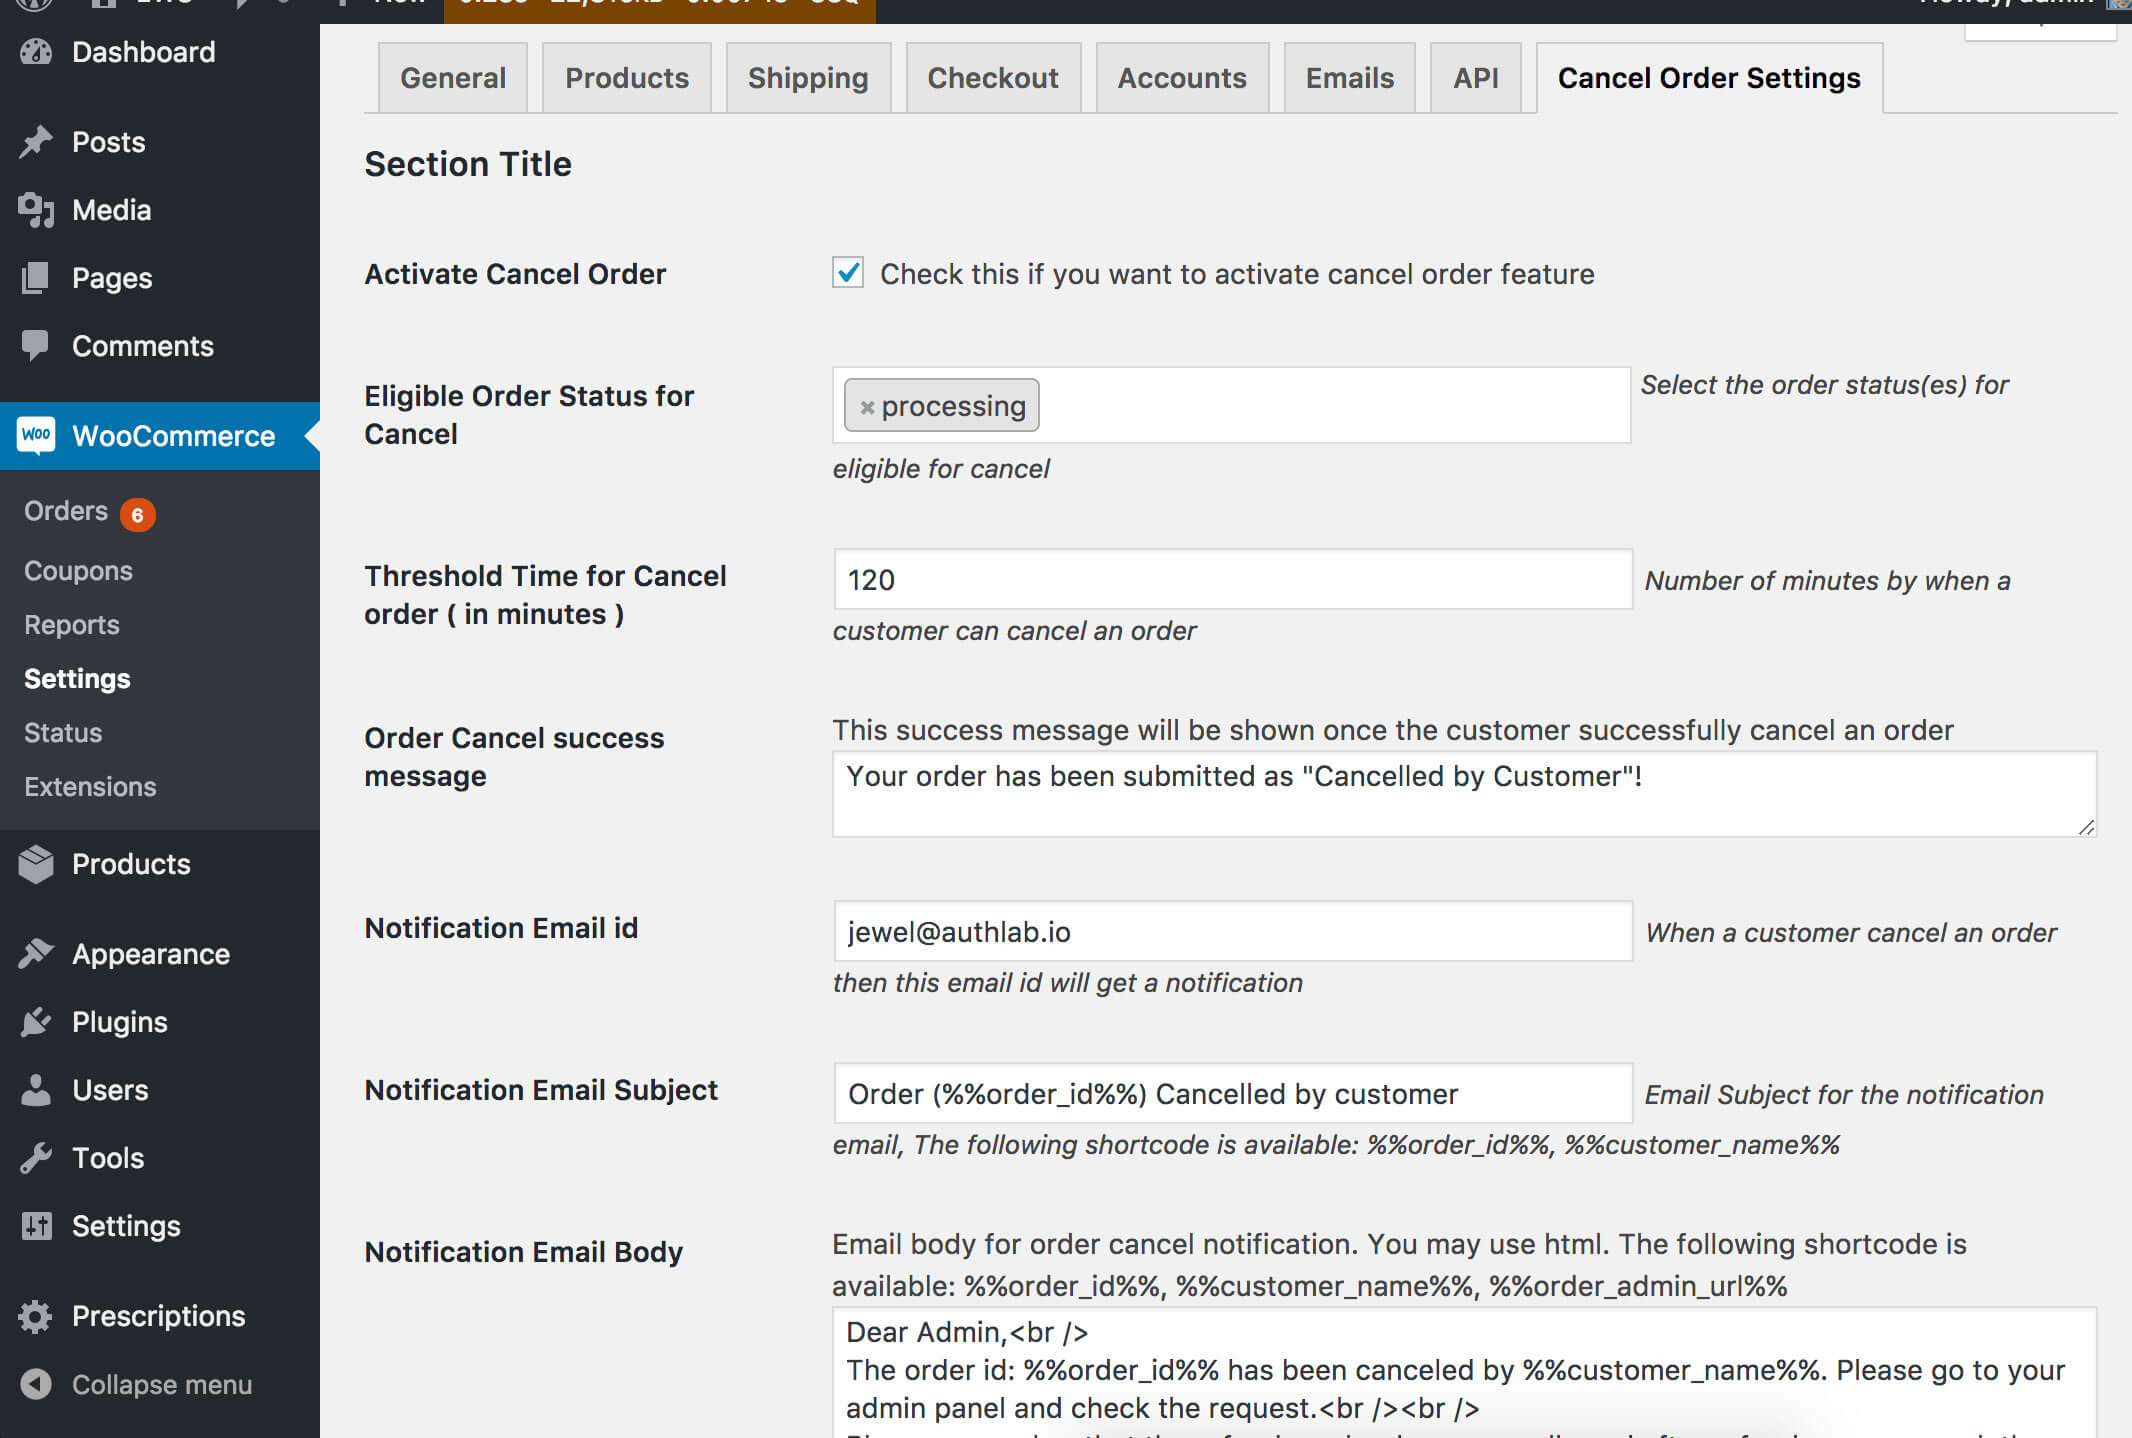 Dashboard
Posts
Media
Pages
Comments
WooCommerce
Orders 6
Coupons
Reports
Settings
Status
Extensions
Products
Appearance
Plugins
Users
Tools
Settings
Prescriptions
Collapse menu
General Products Shipping Checkout Accounts Emails API Cancel Order Settings
Section Title
Activate Cancel Order
Check this if you want to activate cancel order feature
Eligible Order Status for
Cancel
× processing
Select the order status(es) for
eligible for cancel
Threshold Time for Cancel
order ( in minutes )
120
Number of minutes by when a
customer can cancel an order
Order Cancel success
message
This success message will be shown once the customer successfully cancel an order
Your order has been submitted as "Cancelled by Customer"!
Notification Email id
jewel@authlab.io
When a customer cancel an order
then this email id will get a notification
Notification Email Subject
Order (%%order_id%%) Cancelled by customer
Email Subject for the notification
email, The following shortcode is available: %%order_id%%, %%customer_name%%
Notification Email Body
Email body for order cancel notification. You may use html. The following shortcode is
available: %%order_id%%, %%customer_name%%, %%order_admin_url%%
Dear Admin,<br />
The order id: %%order_id%% has been canceled by %%customer_name%%. Please go to your
admin panel and check the request.<br /><br />